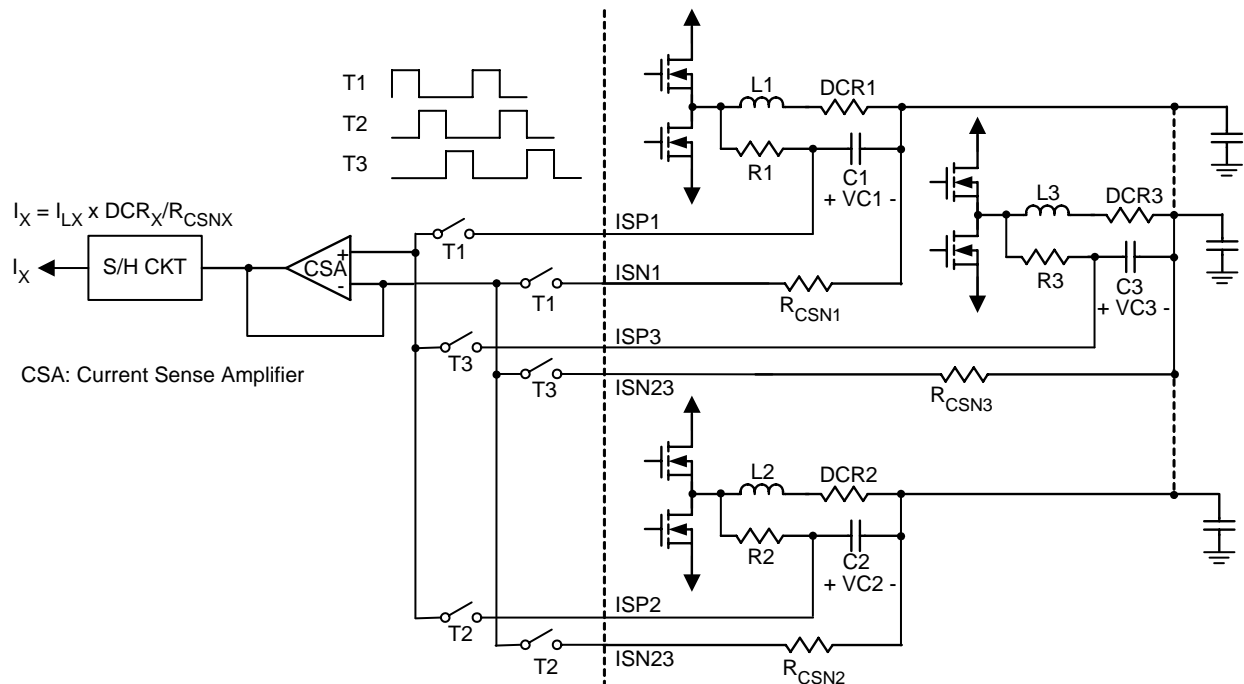 T1
T2
T3
I_X = I_LX x DCR_X/R_CSNX
I_X
S/H CKT
+
CSA
-
CSA: Current Sense Amplifier
T1
ISP1
T1
ISN1
T3
ISP3
T3
ISN23
T2
ISP2
T2
ISN23
L1
DCR1
R1
C1
+ VC1 -
R_CSN1
L3
DCR3
R3
C3
+ VC3 -
R_CSN3
L2
DCR2
R2
C2
+ VC2 -
R_CSN2